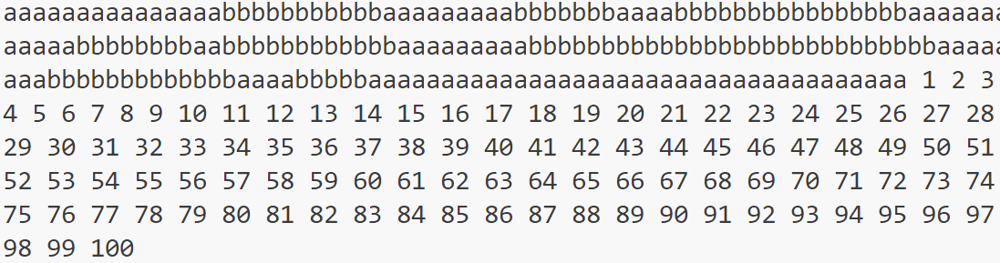 aaaaaaaaaaaaaaabbbbbbbbbbbaaaaaaaaabbbbbbbaaaabbbbbbbbbbbbbbbbaaaaaaa
aaaaabbbbbbbbaabbbbbbbbbbbbaaaaaaaaabbbbbbbbbbbbbbbbbbbbbbbbbbbbaaaaa
aaabbbbbbbbbbbbbaaaabbbbbaaaaaaaaaaaaaaaaaaaaaaaaaaaaaaaaaaaaa 1 2 3
4 5 6 7 8 9 10 11 12 13 14 15 16 17 18 19 20 21 22 23 24 25 26 27 28
29 30 31 32 33 34 35 36 37 38 39 40 41 42 43 44 45 46 47 48 49 50 51
52 53 54 55 56 57 58 59 60 61 62 63 64 65 66 67 68 69 70 71 72 73 74
75 76 77 78 79 80 81 82 83 84 85 86 87 88 89 90 91 92 93 94 95 96 97
98 99 100